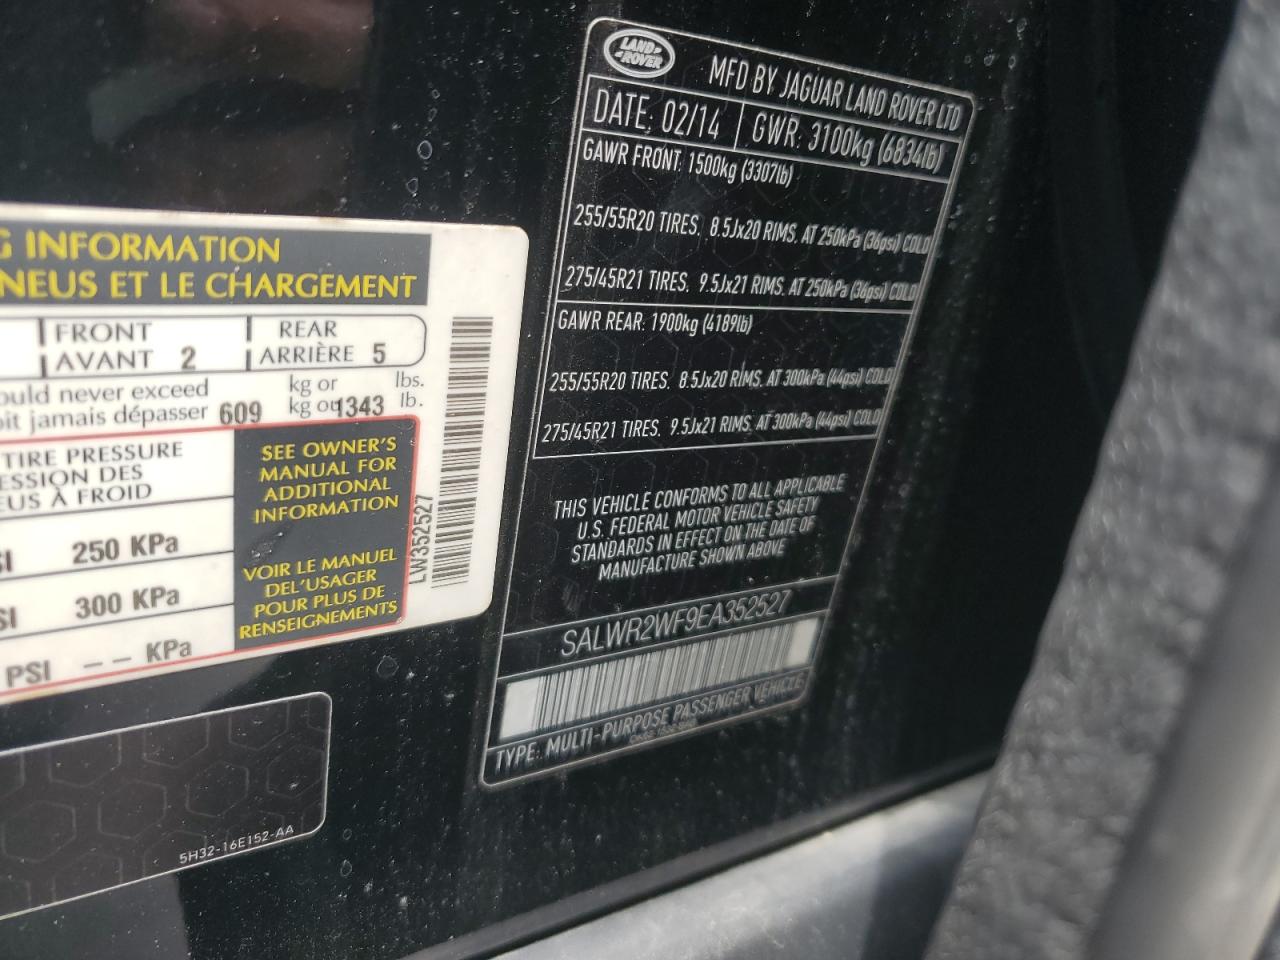 G INFORMATION
NEUS ET LE CHARGEMENT
FRONT
AVANT 2
REAR
ARRIÈRE 5
ould never exceed
oit jamais dépasser 609
kg or
lbs.
kg ou 1343 lb.
TIRE PRESSURE
ESSION DES
EUS À FROID
SI 250 KPa
SI 300 KPa
PSI -- KPa
SEE OWNER'S
MANUAL FOR
ADDITIONAL
INFORMATION
VOIR LE MANUEL
DEL'USAGER
POUR PLUS DE
RENSEIGNEMENTS
LW352527
5H32-16E152-AA
LAND
ROVER
MFD BY JAGUAR LAND ROVER LTD
DATE: 02/14 GWR: 3100kg (6834lb)
GAWR FRONT: 1500kg (3307lb)
255/55R20 TIRES. 8.5Jx20 RIMS. AT 250kPa (36psi) COLD
275/45R21 TIRES. 9.5Jx21 RIMS. AT 250kPa (36psi) COLD
GAWR REAR: 1900kg (4189lb)
255/55R20 TIRES. 8.5Jx20 RIMS. AT 300kPa (44psi) COLD
275/45R21 TIRES. 9.5Jx21 RIMS. AT 300kPa (44psi) COLD
THIS VEHICLE CONFORMS TO ALL APPLICABLE
U.S. FEDERAL MOTOR VEHICLE SAFETY
STANDARDS IN EFFECT ON THE DATE OF
MANUFACTURE SHOWN ABOVE
SALWR2WF9EA352527
TYPE: MULTI-PURPOSE PASSENGER VEHICLE